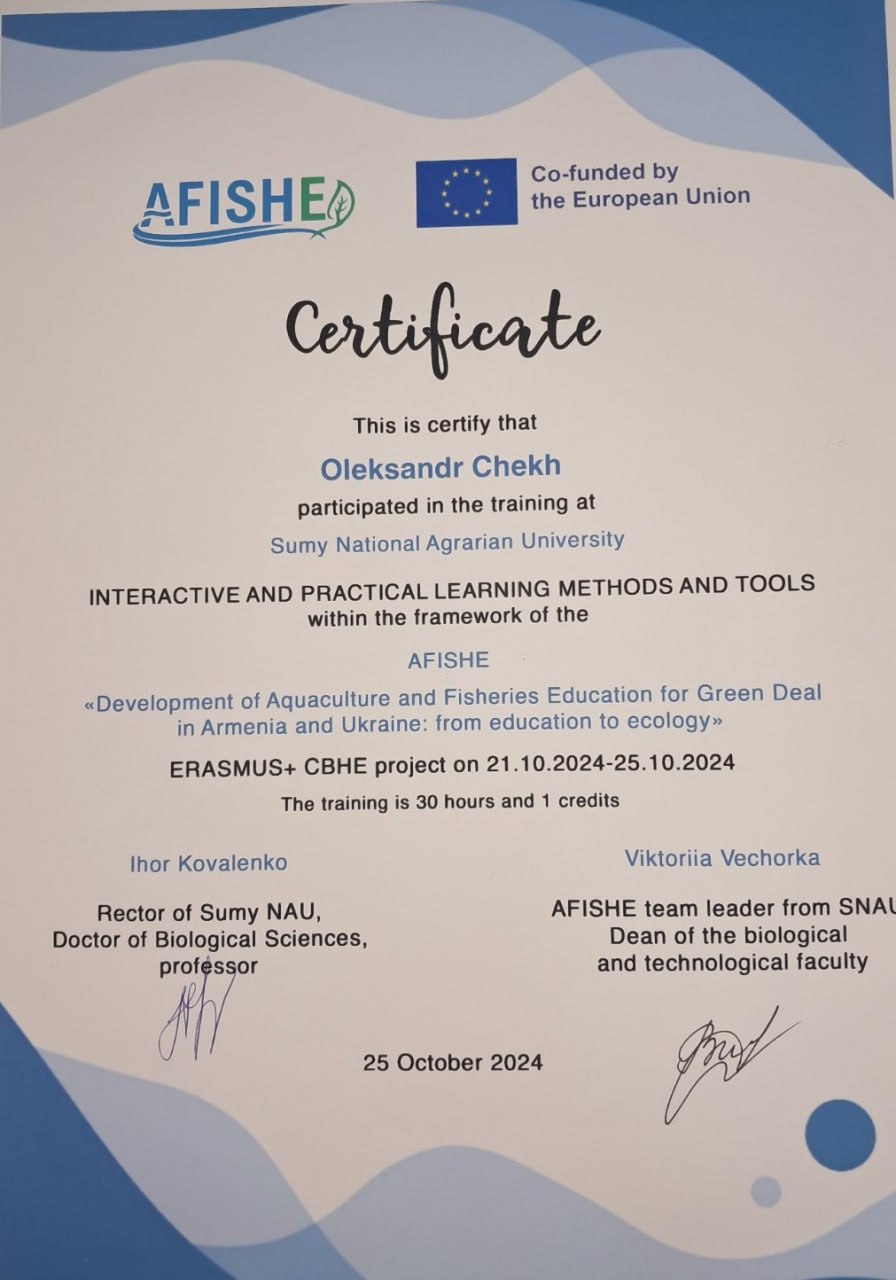 AFISHE
Co-funded by
the European Union
Certificate
This is certify that
Oleksandr Chekh
participated in the training at
Sumy National Agrarian University
INTERACTIVE AND PRACTICAL LEARNING METHODS AND TOOLS
within the framework of the
AFISHE
«Development of Aquaculture and Fisheries Education for Green Deal
in Armenia and Ukraine: from education to ecology»
ERASMUS+ CBHE project on 21.10.2024-25.10.2024
The training is 30 hours and 1 credits
Ihor Kovalenko
Rector of Sumy NAU,
Doctor of Biological Sciences,
professor
Viktoriia Vechorka
AFISHE team leader from SNAU
Dean of the biological
and technological faculty
25 October 2024